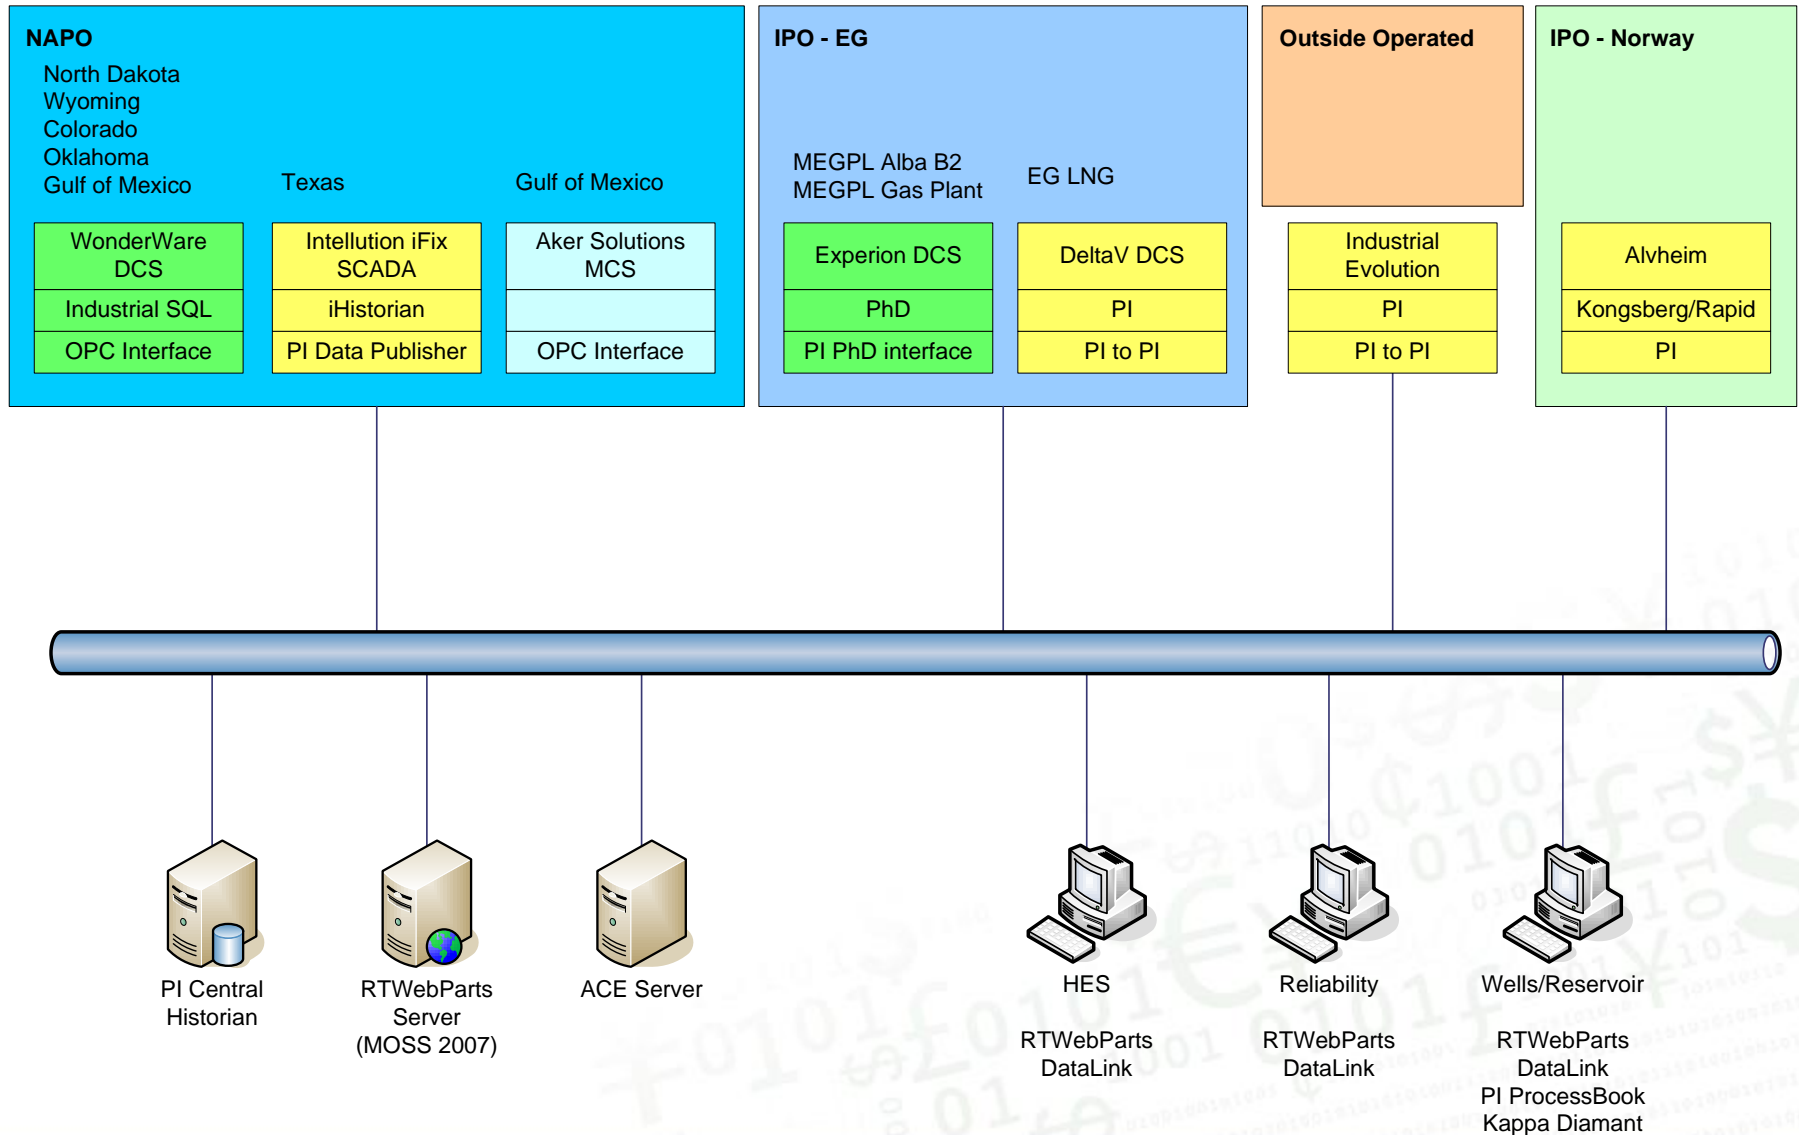 NAPO
North Dakota
Wyoming
Colorado
Oklahoma
Gulf of Mexico
Texas
Gulf of Mexico
WonderWare
DCS
Industrial SQL
OPC Interface
Intellution iFix
SCADA
iHistorian
PI Data Publisher
Aker Solutions
MCS
OPC Interface
IPO - EG
MEGPL Alba B2
MEGPL Gas Plant
EG LNG
Experion DCS
PhD
PI PhD interface
DeltaV DCS
PI
PI to PI
Outside Operated
Industrial
Evolution
PI
PI to PI
IPO - Norway
Alvheim
Kongsberg/Rapid
PI
PI Central
Historian
RTWebParts
Server
(MOSS 2007)
ACE Server
HES
RTWebParts
DataLink
Reliability
RTWebParts
DataLink
Wells/Reservoir
RTWebParts
DataLink
PI ProcessBook
Kappa Diamant